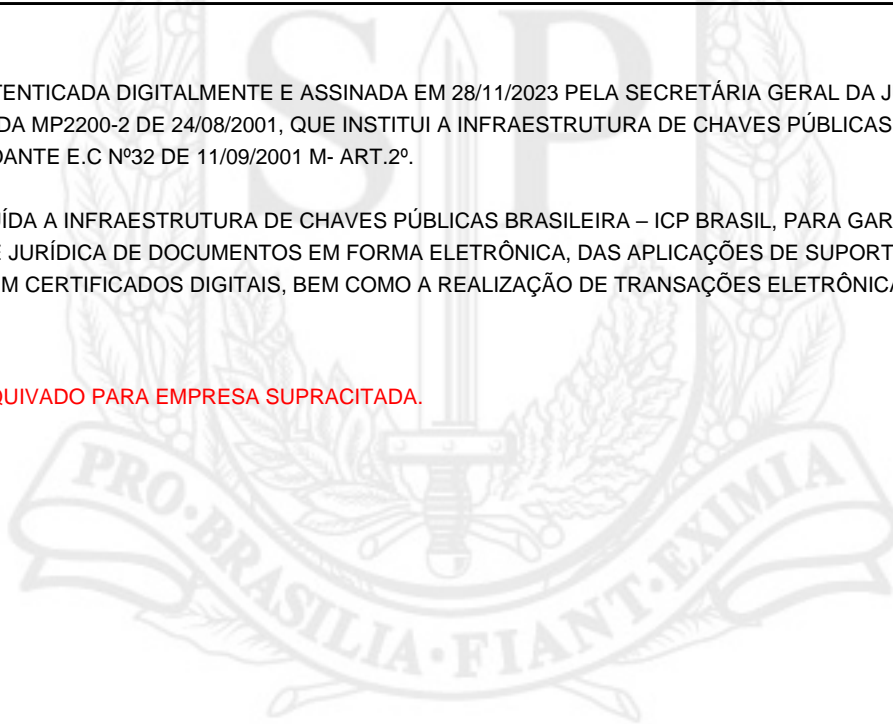 TENTICADA DIGITALMENTE E ASSINADA EM 28/11/2023 PELA SECRETÁRIA GERAL DA J
DA MP2200-2 DE 24/08/2001, QUE INSTITUI A INFRAESTRUTURA DE CHAVES PÚBLICAS
DANTE E.C Nº32 DE 11/09/2001 M- ART.2º.
UÍDA A INFRAESTRUTURA DE CHAVES PÚBLICAS BRASILEIRA – ICP BRASIL, PARA GAR
E JURÍDICA DE DOCUMENTOS EM FORMA ELETRÔNICA, DAS APLICAÇÕES DE SUPORT
M CERTIFICADOS DIGITAIS, BEM COMO A REALIZAÇÃO DE TRANSAÇÕES ELETRÔNICA
QUIVADO PARA EMPRESA SUPRACITADA.
SP
PRO·BRASILIA·FIANT·EXIMIA